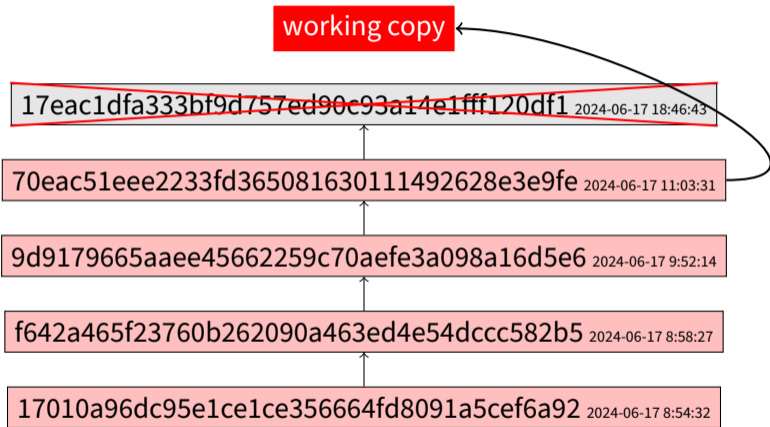 working copy
17eac1dfa333bf9d757ed90c93a14e1fff120df1 2024-06-17 18:46:43
70eac51eee2233fd365081630111492628e3e9fe 2024-06-17 11:03:31
9d9179665aaee45662259c70aefe3a098a16d5e6 2024-06-17 9:52:14
f642a465f23760b262090a463ed4e54dccc582b5 2024-06-17 8:58:27
17010a96dc95e1ce1ce356664fd8091a5cef6a92 2024-06-17 8:54:32